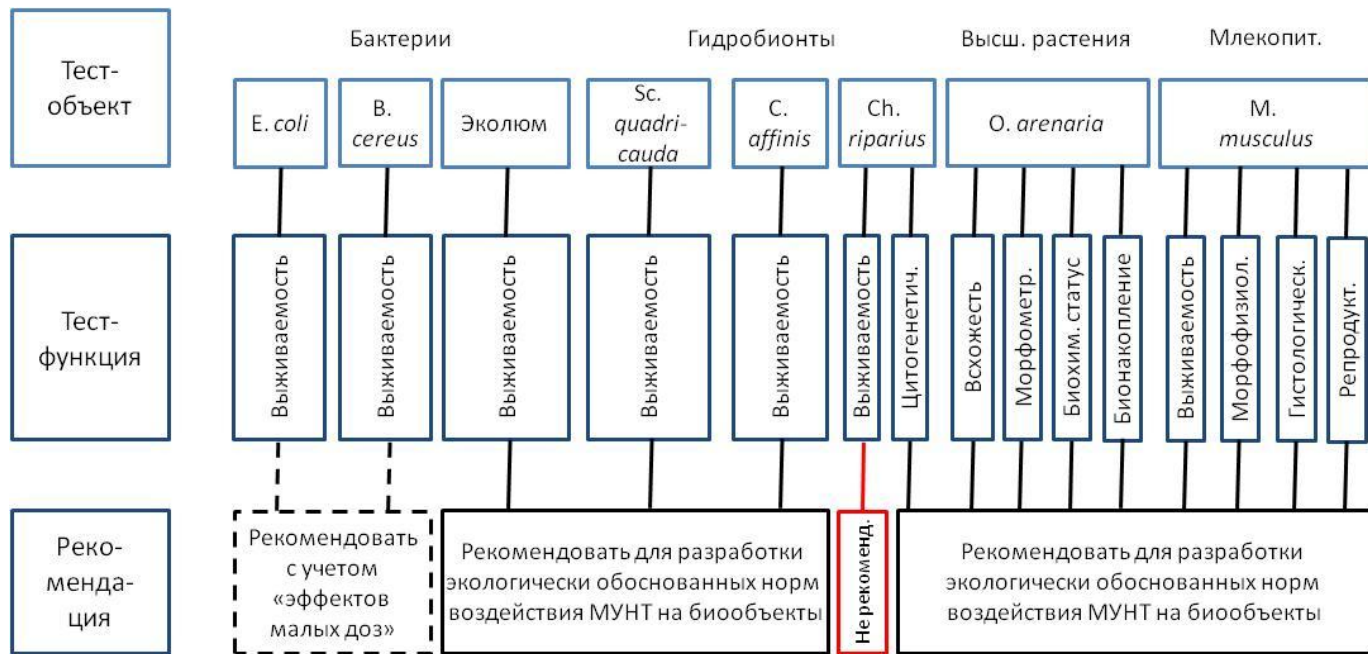 Бактерии
Гидробионты
Высш. растения
Млекопит.
Тест-
объект
E. coli
B.
cereus
Эколюм
Sc.
quadri-
cauda
C.
affinis
Ch.
riparius
O. arenaria
M.
musculus
Тест-
функция
Выживаемость
Выживаемость
Выживаемость
Выживаемость
Выживаемость
Выживаемость
Цитогенетич.
Всхожесть
Морфометр.
Биохим. статус
Бионакопление
Выживаемость
Морфофизиол.
Гистологическ.
Репродукт.
Реко-
менда-
ция
Рекомендовать
с учетом
«эффектов
малых доз»
Рекомендовать для разработки
экологически обоснованных норм
воздействия МУНТ на биообъекты
Не рекоменд.
Рекомендовать для разработки
экологически обоснованных норм
воздействия МУНТ на биообъекты